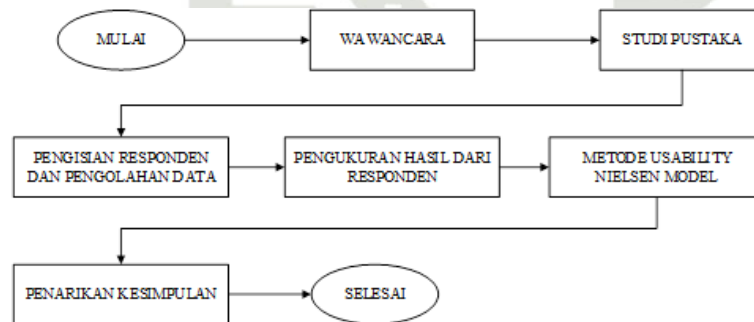 MULAI
WAWANCARA
STUDI PUSTAKA
PENGISIAN RESPONDEN
DAN PENGOLAHAN DATA
PENGUKURAN HASIL DARI
RESPONDEN
METODE USABILITY
NIELSEN MODEL
PENARIKAN KESIMPULAN
SELESAI